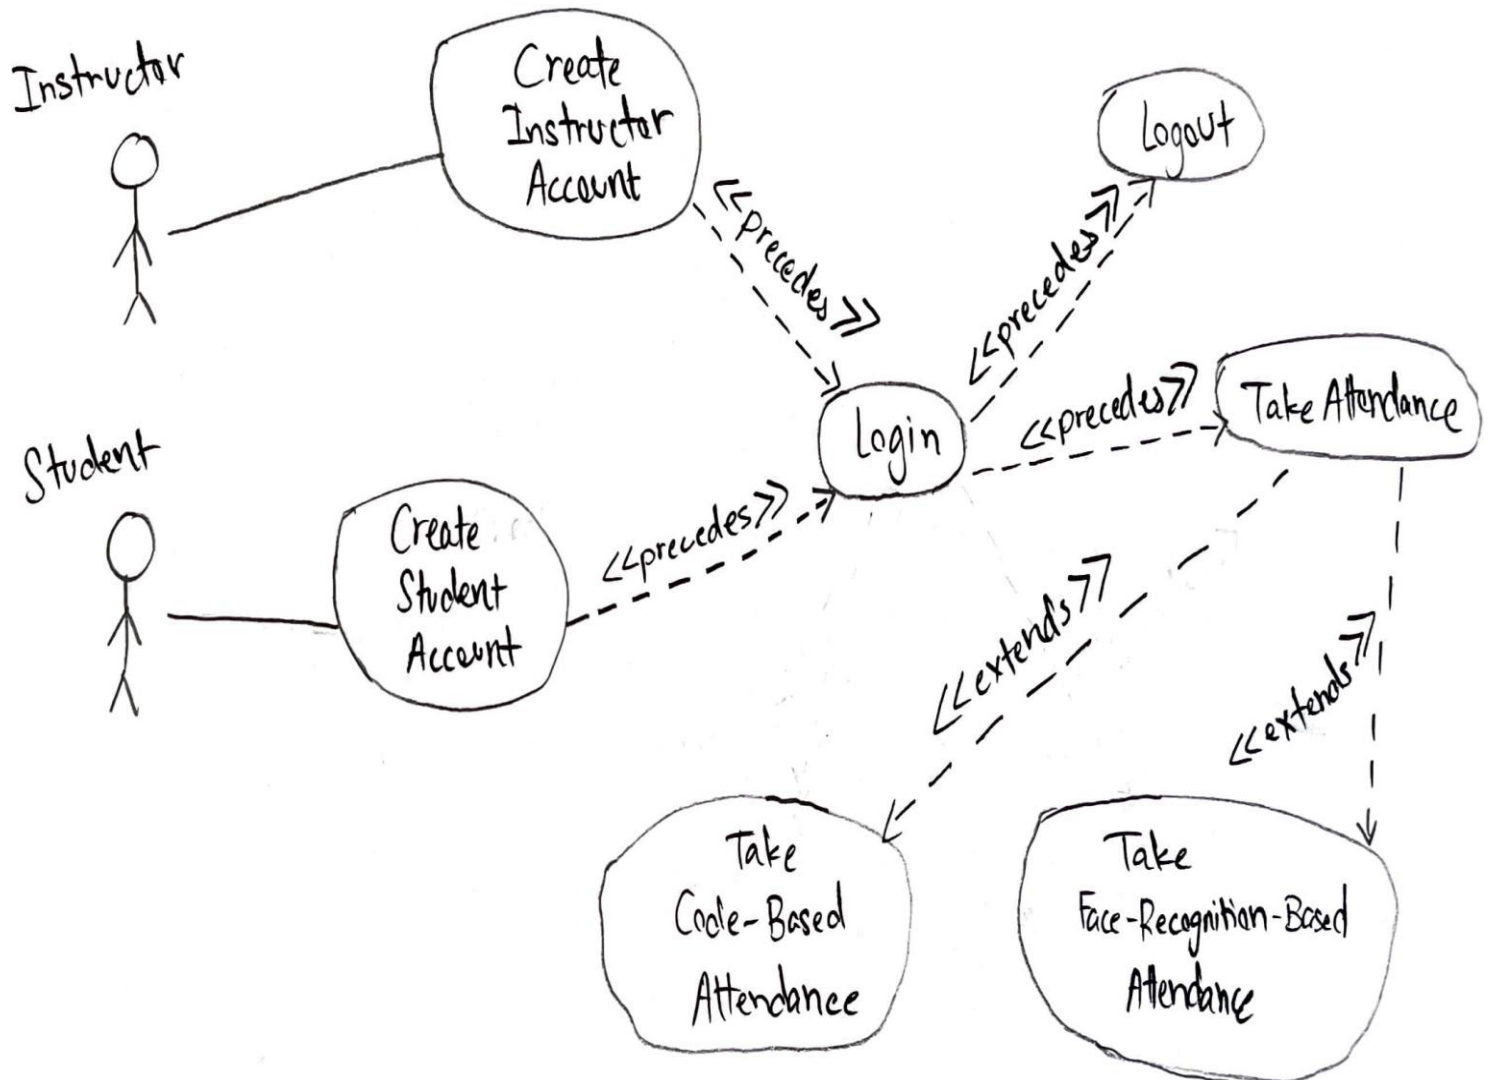 Instructor
Create
Instructor
Account
<<precedes>>
Logout
<<precedes>>
Login
<<precedes>>
Take Attendance
Student
Create
Student
Account
<<precedes>>
<<extends>>
<<extends>>
Take
Code-Based
Attendance
Take
Face-Recognition-Based
Attendance